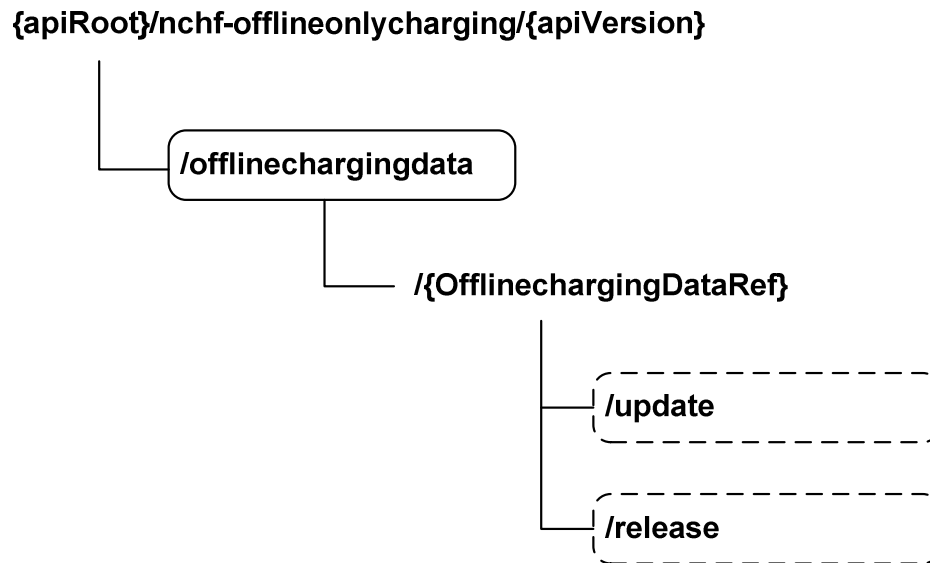 {apiRoot}/nchf-offlineonlycharging/{apiVersion}
/offlinechargingdata
/{OfflinechargingDataRef}
/update
/release